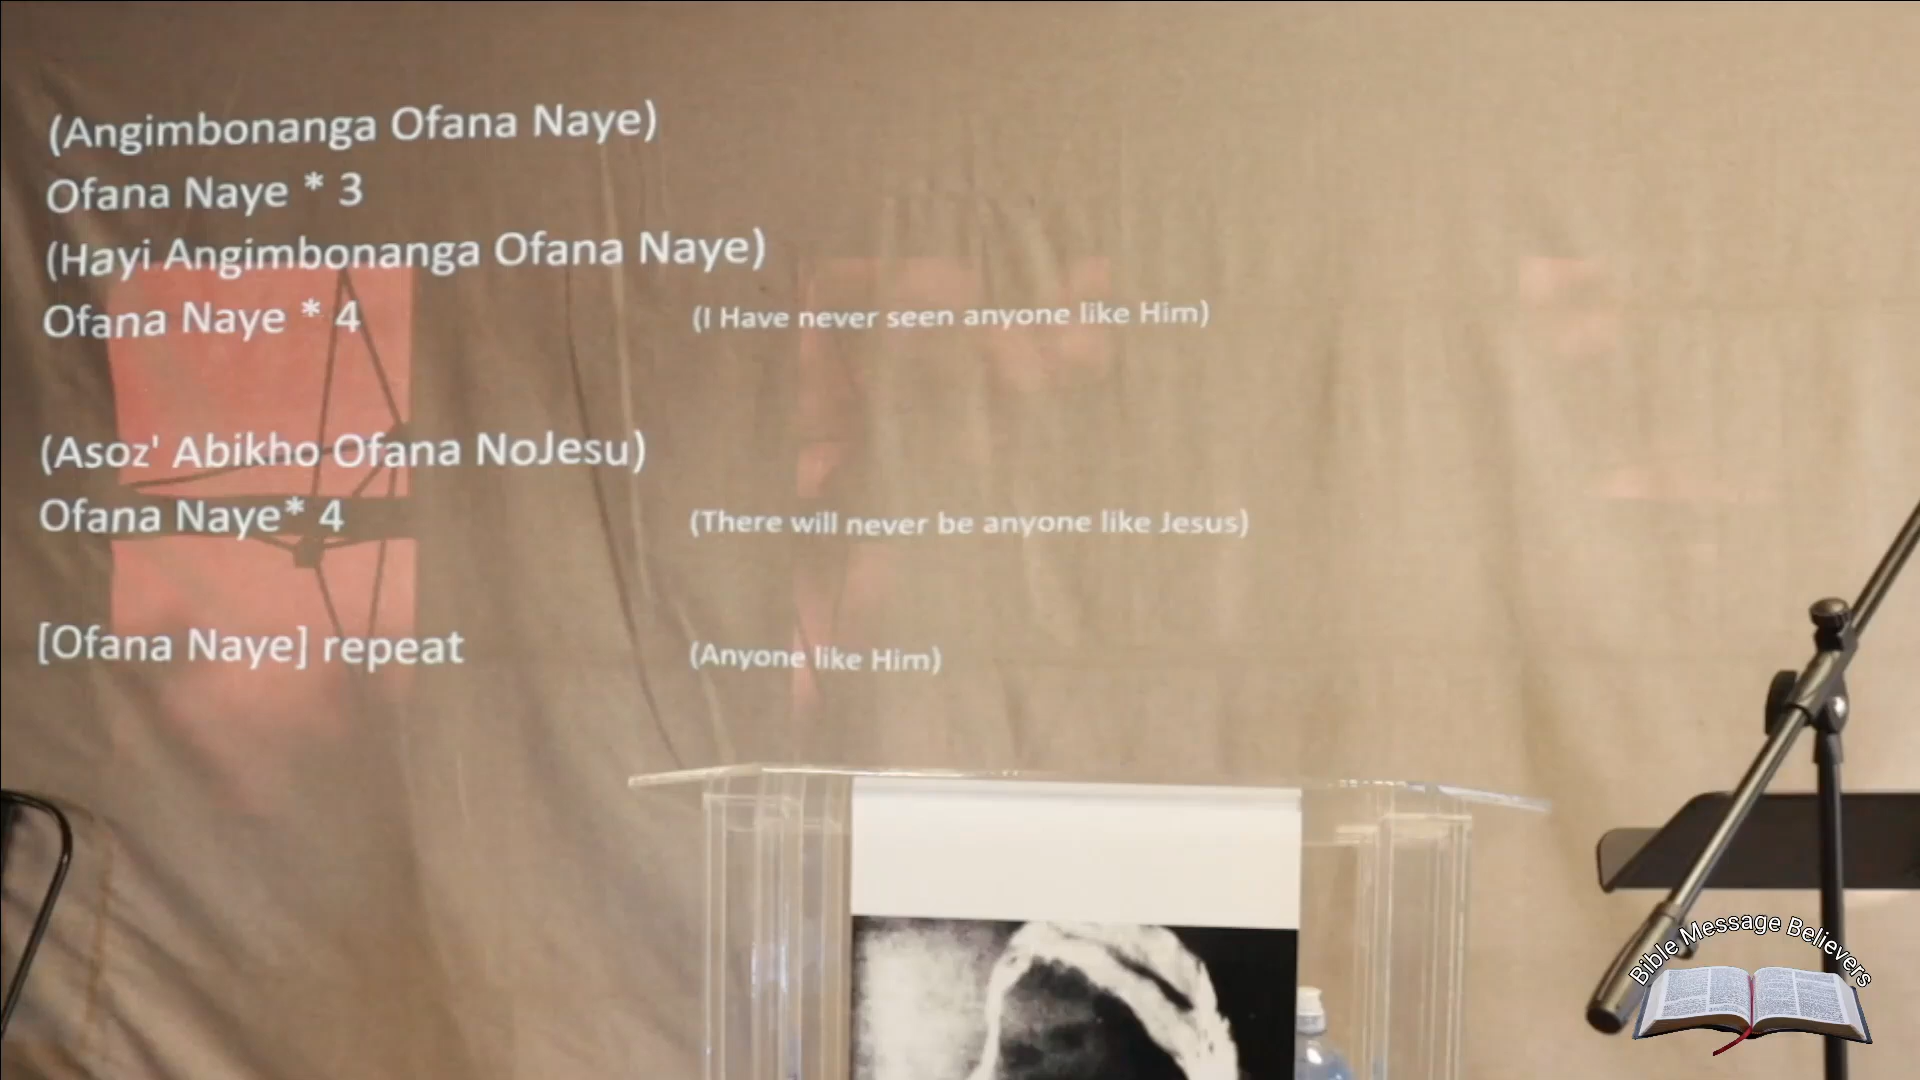 (Angimbonanga Ofana Naye)
Ofana Naye * 3
(Hayi Angimbonanga Ofana Naye)
Ofana Naye * 4
(I Have never seen anyone like Him)
(Asoz' Abikho Ofana NoJesu)
Ofana Naye* 4
(There will never be anyone like Jesus)
[Ofana Naye] repeat
(Anyone like Him)
Bible Message Believers